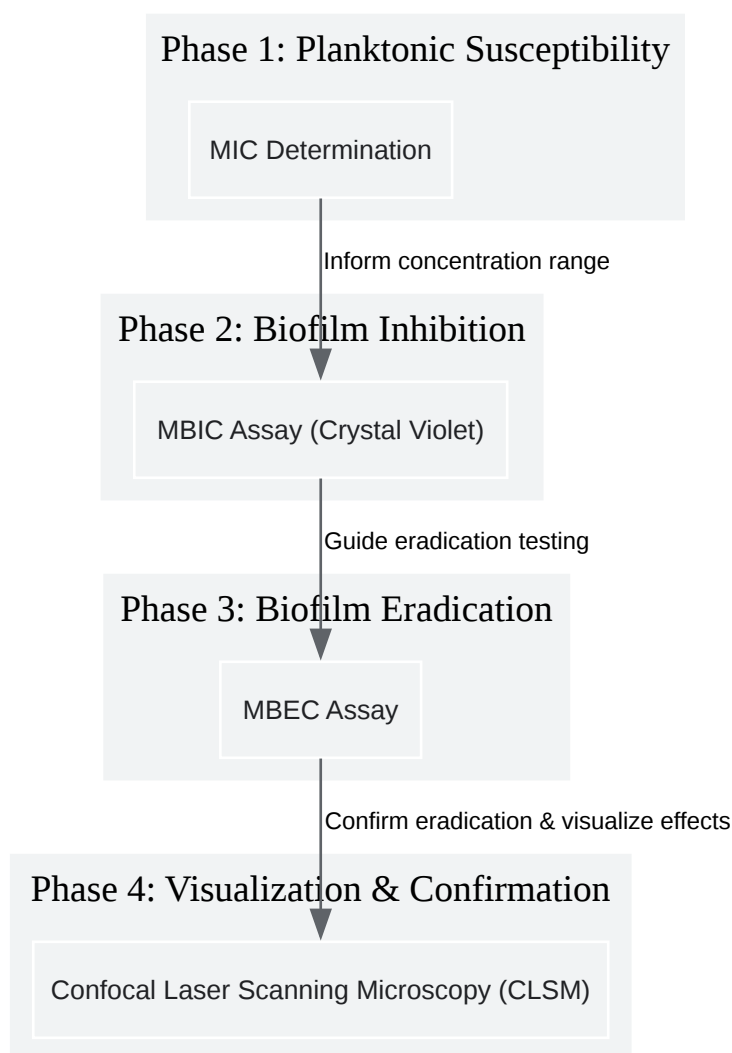 Phase 1: Planktonic Susceptibility
MIC Determination
Inform concentration range
Phase 2: Biofilm Inhibition
MBIC Assay (Crystal Violet)
Guide eradication testing
Phase 3: Biofilm Eradication
MBEC Assay
Confirm eradication & visualize effects
Phase 4: Visualization & Confirmation
Confocal Laser Scanning Microscopy (CLSM)